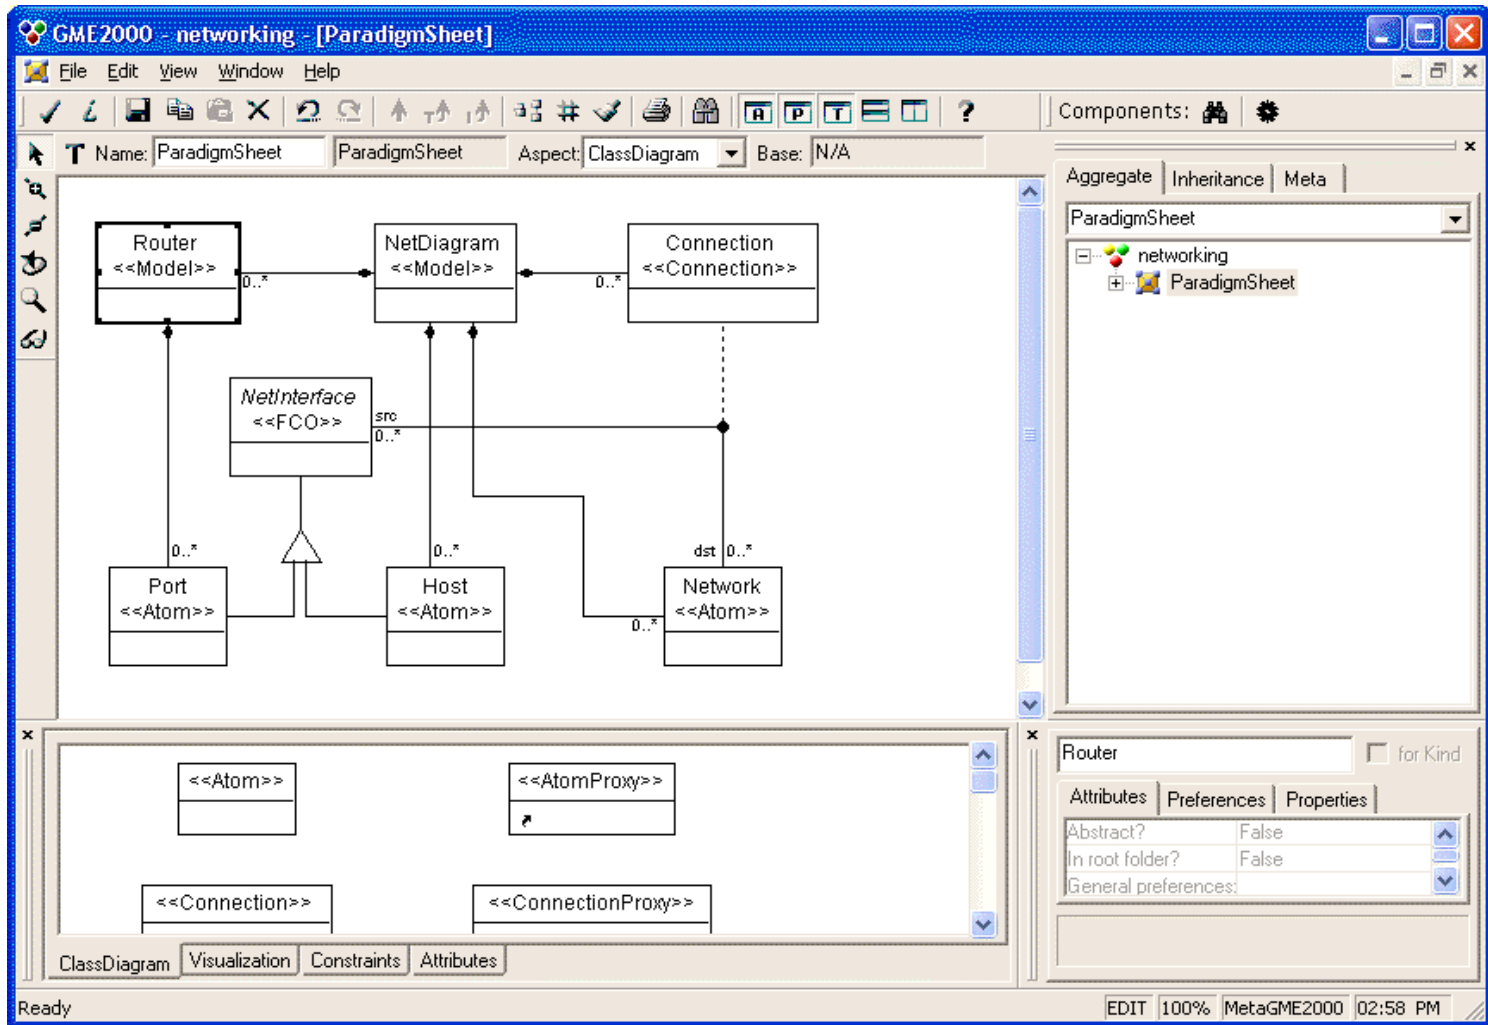 GME2000 - networking - [ParadigmSheet]
File Edit View Window Help
Components:
Name: ParadigmSheet ParadigmSheet Aspect: ClassDiagram Base: N/A
Aggregate Inheritance Meta
ParadigmSheet
networking
ParadigmSheet
Router
<<Model>>
0..*
NetDiagram
<<Model>>
Connection
<<Connection>>
0..*
NetInterface
<<FCO>>
src
0..*
0..*
0..*
dst 0..*
Port
<<Atom>>
Host
<<Atom>>
Network
<<Atom>>
0..*
<<Atom>>
<<AtomProxy>>
<<Connection>>
<<ConnectionProxy>>
ClassDiagram Visualization Constraints Attributes
Router for Kind
Attributes Preferences Properties
Abstract? False
In root folder? False
General preferences:
Ready EDIT 100% MetaGME2000 02:58 PM